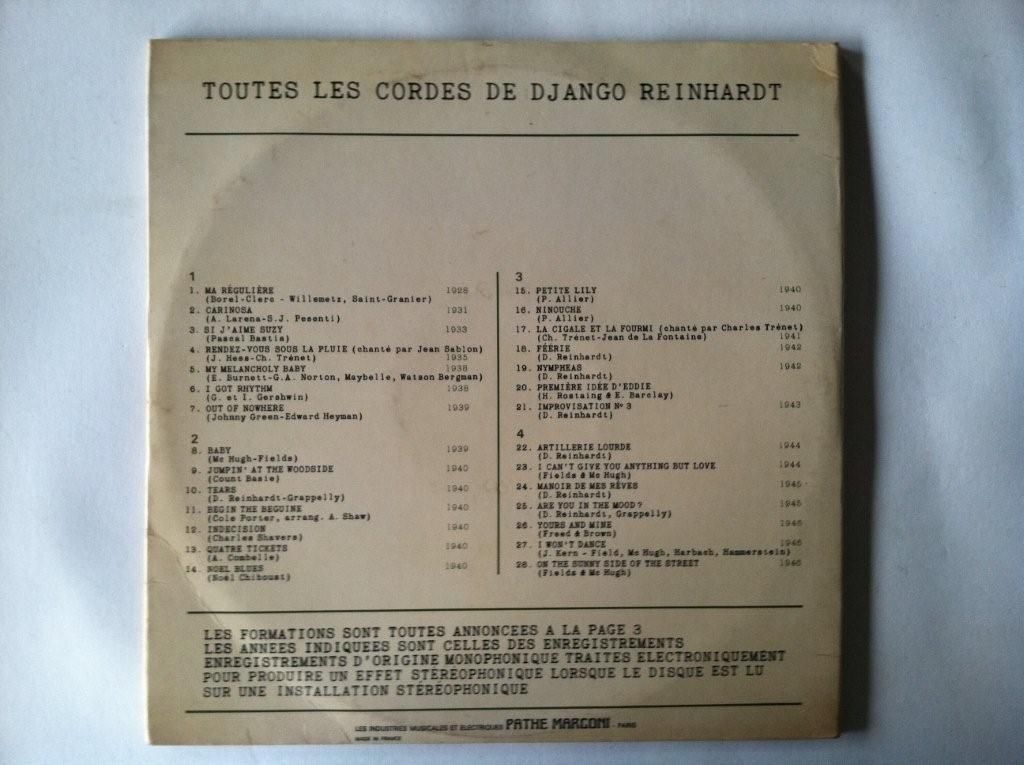 TOUTES LES CORDES DE DJANGO REINHARDT
1
1. MA RÉGULIÈRE 1928
(Borel-Clerc - Willemetz, Saint-Granier)
2. CARINOSA 1931
(A. Larena-S.J. Pesenti)
3. SI J'AIME SUZY 1933
(Pascal Bastia)
4. RENDEZ-VOUS SOUS LA PLUIE (chanté par Jean Sablon)
(J. Hess-Ch. Trénet) 1935
5. MY MELANCHOLY BABY 1938
(E. Burnett-G.A. Norton, Maybelle, Watson Bergman)
6. I GOT RHYTHM 1938
(G. et I. Gershwin)
7. OUT OF NOWHERE 1939
(Johnny Green-Edward Heyman)
2
8. BABY 1939
(Mc Hugh-Fields)
9. JUMPIN' AT THE WOODSIDE 1940
(Count Basie)
10. TEARS 1940
(D. Reinhardt-Grappelly)
11. BEGIN THE BEGUINE 1940
(Cole Porter, arrang. A. Shaw)
12. INDECISION 1940
(Charles Shavers)
13. QUATRE TICKETS 1940
(A. Combelle)
14. NOEL BLUES 1940
(Noël Chiboust)
3
15. PETITE LILY 1940
(P. Allier)
16. NINOUCHE 1940
(P. Allier)
17. LA CIGALE ET LA FOURMI (chanté par Charles Trénet)
(Ch. Trénet-Jean de La Fontaine) 1941
18. FÉÉRIE 1942
(D. Reinhardt)
19. NYMPHEAS 1942
(D. Reinhardt)
20. PREMIÈRE IDÉE D'EDDIE
(H. Rostaing & E. Barclay)
21. IMPROVISATION N° 3 1943
(D. Reinhardt)
4
22. ARTILLERIE LOURDE 1944
(D. Reinhardt)
23. I CAN'T GIVE YOU ANYTHING BUT LOVE 1944
(Fields & Mc Hugh)
24. MANOIR DE MES RÊVES 1945
(D. Reinhardt)
25. ARE YOU IN THE MOOD? 1945
(D. Reinhardt, Grappelly)
26. YOURS AND MINE 1946
(Freed & Brown)
27. I WON'T DANCE 1946
(J. Kern - Field, Mc Hugh, Harbach, Hammerstein)
28. ON THE SUNNY SIDE OF THE STREET 1946
(Fields & Mc Hugh)
LES FORMATIONS SONT TOUTES ANNONCEES A LA PAGE 3
LES ANNEES INDIQUEES SONT CELLES DES ENREGISTREMENTS
ENREGISTREMENTS D'ORIGINE MONOPHONIQUE TRAITES ELECTRONIQUEMENT
POUR PRODUIRE UN EFFET STÉREOPHONIQUE LORSQUE LE DISQUE EST LU
SUR UNE INSTALLATION STÉREOPHONIQUE
LES INDUSTRIES MUSICALES ET ELECTRIQUES PATHE MARCONI - PARIS
MADE IN FRANCE